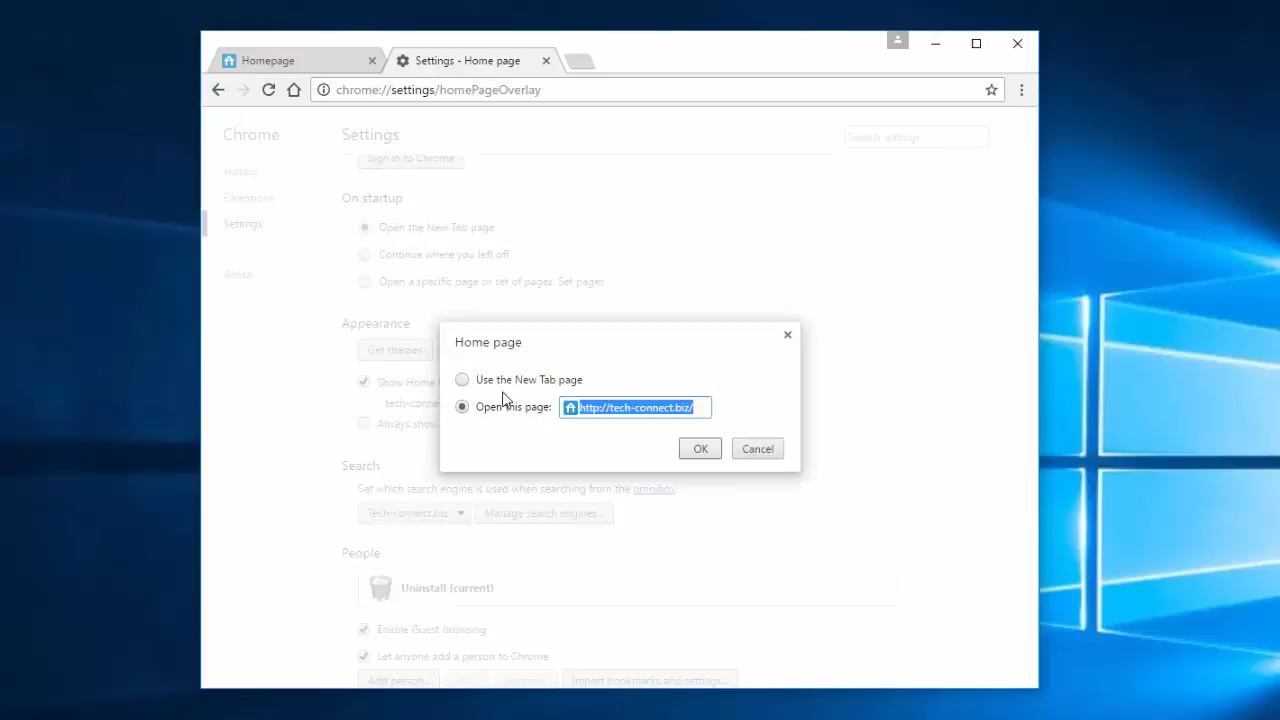 Homepage
Settings - Home page
chrome://settings/homePageOverlay
Chrome
Settings
Search settings
Sign in to Chrome
History
On startup
Extensions
Settings
Open the New Tab page
Continue where you left off
About
Open a specific page or set of pages. Set pages
Appearance
Home page
Get themes
Use the New Tab page
Show Home
tech-conne
Open this page: http://tech-connect.biz/
Always show
OK Cancel
Search
Set which search engine is used when searching from the omnibox.
Tech-connect.biz Manage search engines...
People
Uninstall (current)
Enable Guest browsing
Let anyone add a person to Chrome
Add person... Import bookmarks and settings...